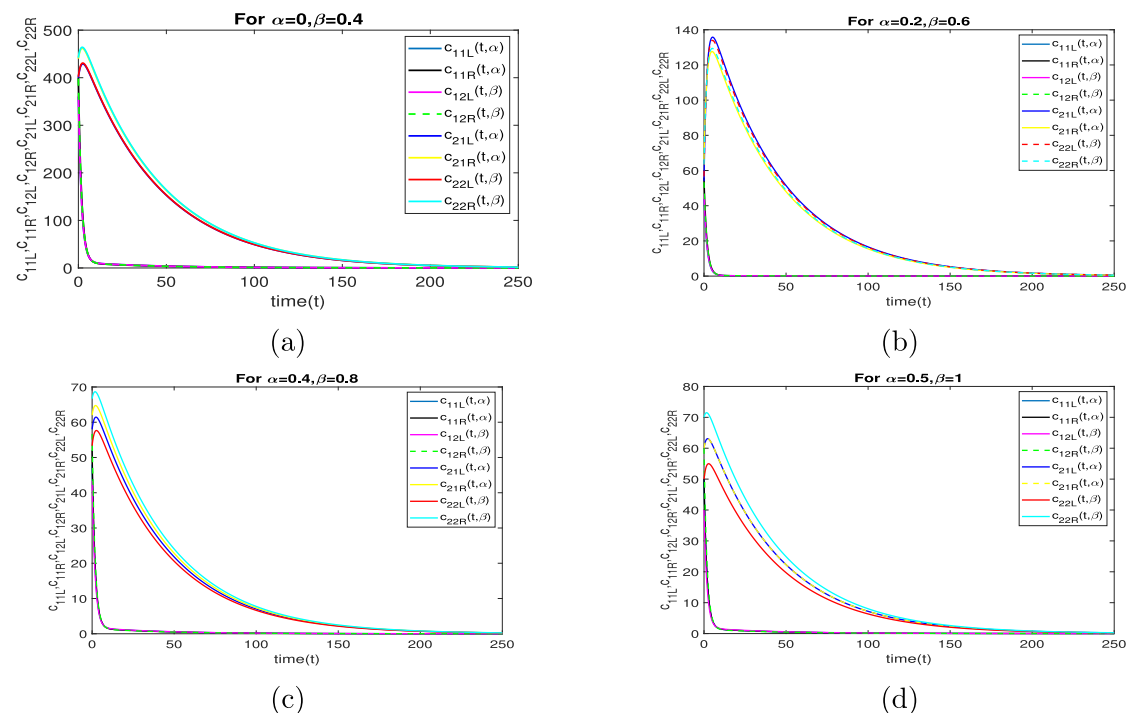 For α=0,β=0.4
c11L,c11R,c12L,c12R,c21L,c21R,c22L,c22R
500
400
300
200
100
0
0 50 100 150 200 250
time(t)
c11L(t,α)
c11R(t,α)
c12L(t,β)
c12R(t,β)
c21L(t,α)
c21R(t,α)
c22L(t,β)
c22R(t,β)
(a)
For α=0.2,β=0.6
c11L,c11R,c12L,c12R,c21L,c21R,c22L,c22R
140
120
100
80
60
40
20
0
0 50 100 150 200 250
time(t)
c11L(t,α)
c11R(t,α)
c12L(t,β)
c12R(t,β)
c21L(t,α)
c21R(t,α)
c22L(t,β)
c22R(t,β)
(b)
For α=0.4,β=0.8
c11L,c11R,c12L,c12R,c21L,c21R,c22L,c22R
70
60
50
40
30
20
10
0
0 50 100 150 200 250
time(t)
c11L(t,α)
c11R(t,α)
c12L(t,β)
c12R(t,β)
c21L(t,α)
c21R(t,α)
c22L(t,β)
c22R(t,β)
(c)
For α=0.5,β=1
c11L,c11R,c12L,c12R,c21L,c21R,c22L,c22R
80
70
60
50
40
30
20
10
0
0 50 100 150 200 250
time(t)
c11L(t,α)
c11R(t,α)
c12L(t,β)
c12R(t,β)
c21L(t,α)
c21R(t,α)
c22L(t,β)
c22R(t,β)
(d)